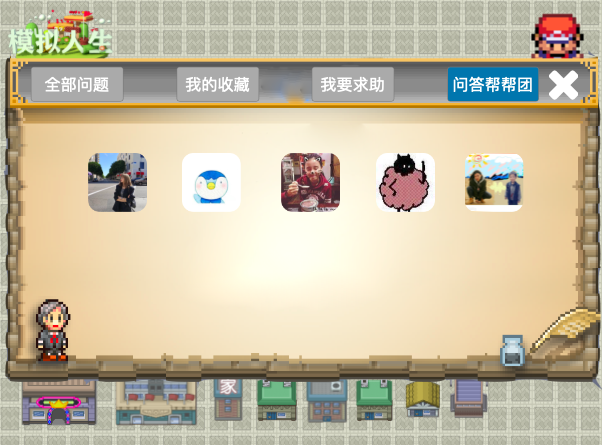 模拟人生
全部问题
我的收藏
我要求助
问答帮帮团
家